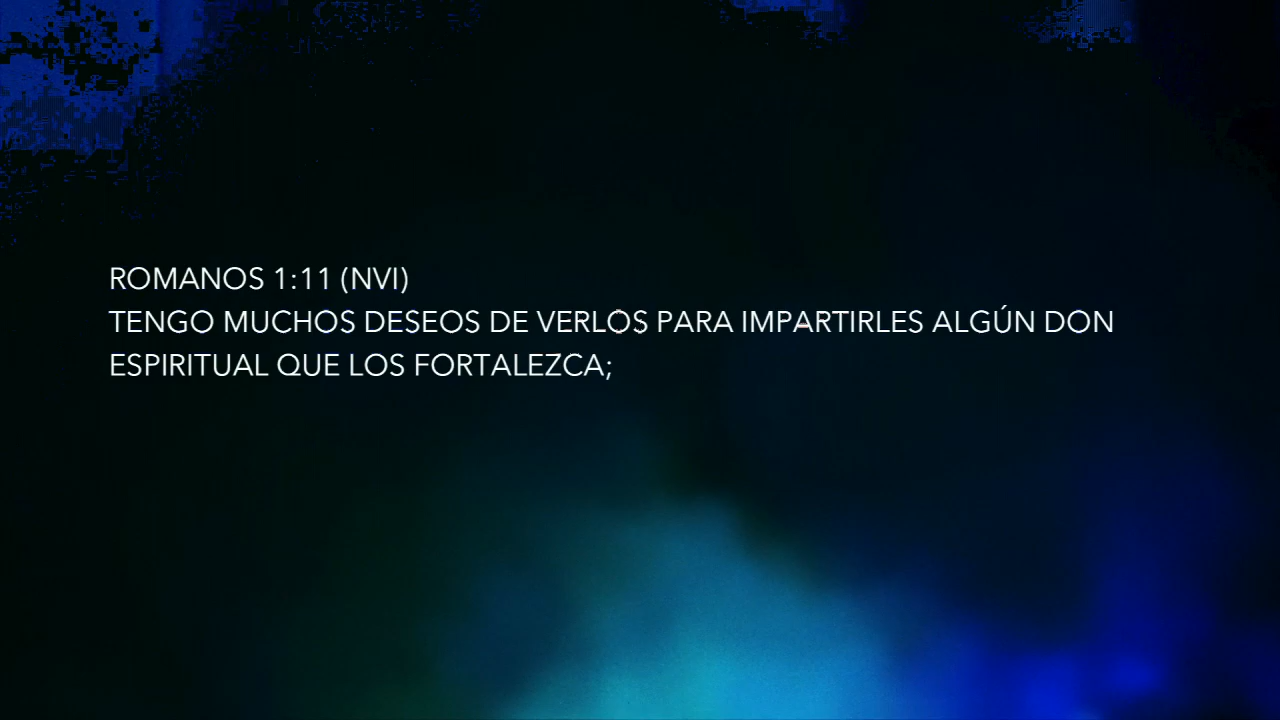 ROMANOS 1:11 (NVI)
TENGO MUCHOS DESEOS DE VERLOS PARA IMPARTIRLES ALGÚN DON
ESPIRITUAL QUE LOS FORTALEZCA;